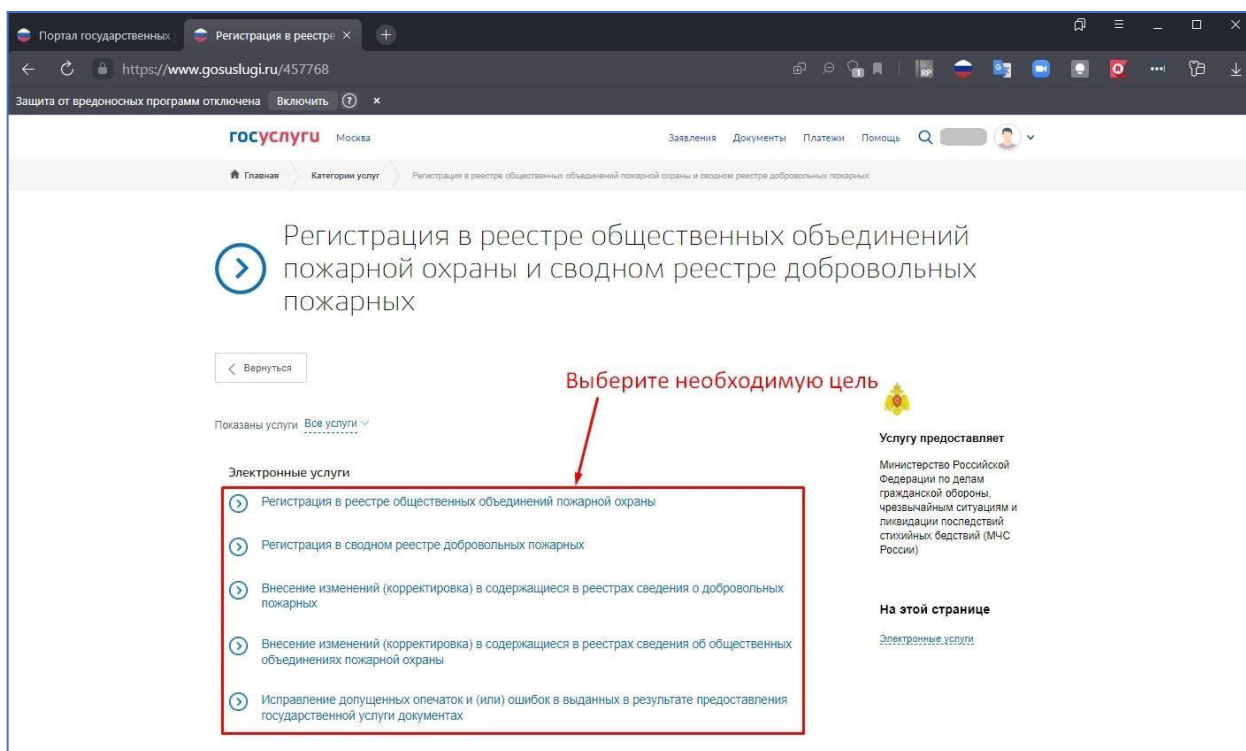 Портал государственных
Регистрация в реестре
https://www.gosuslugi.ru/457768
Защита от вредоносных программ отключена Включить
госуслуги Москва Заявления Документы Платежи Помощь
Главная Категории услуг Регистрация в реестре общественных объединений пожарной охраны и сводном реестре добровольных пожарных
Регистрация в реестре общественных объединений
пожарной охраны и сводном реестре добровольных
пожарных
Вернуться
Выберите необходимую цель
Показаны услуги Все услуги
Электронные услуги
Регистрация в реестре общественных объединений пожарной охраны
Регистрация в сводном реестре добровольных пожарных
Внесение изменений (корректировка) в содержащиеся в реестрах сведения о добровольных
пожарных
Внесение изменений (корректировка) в содержащиеся в реестрах сведения об общественных
объединениях пожарной охраны
Исправление допущенных опечаток и (или) ошибок в выданных в результате предоставления
государственной услуги документах
Услугу предоставляет
Министерство Российской
Федерации по делам
гражданской обороны,
чрезвычайным ситуациям и
ликвидации последствий
стихийных бедствий (МЧС
России)
На этой странице
Электронные услуги